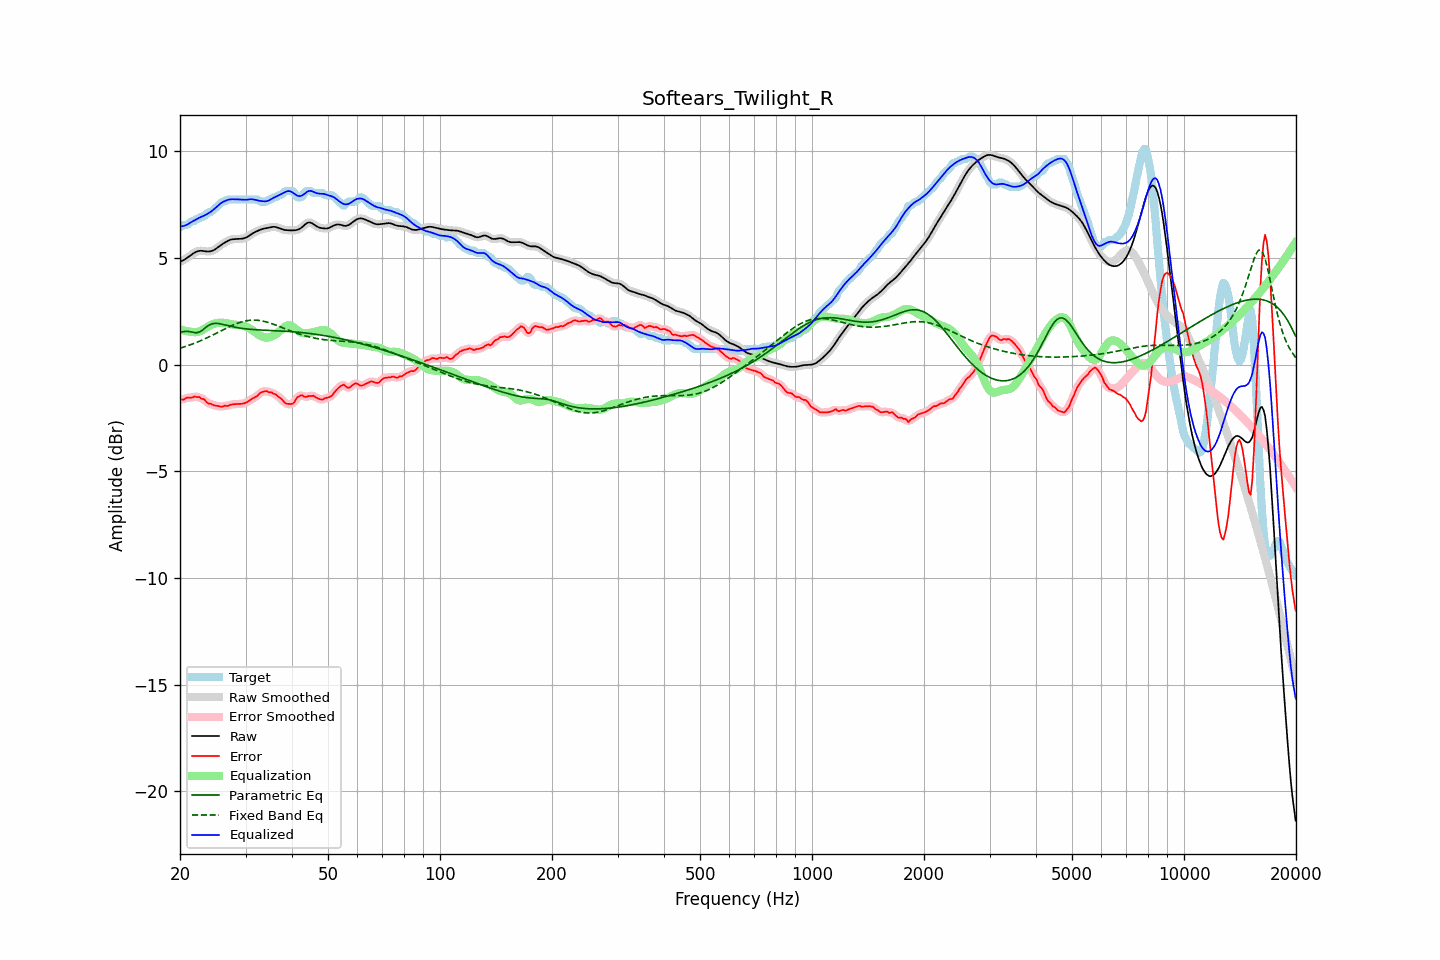 Softears_Twilight_R
Amplitude (dBr)
10
5
0
−5
−10
−15
−20
Target
Raw Smoothed
Error Smoothed
Raw
Error
Equalization
Parametric Eq
Fixed Band Eq
Equalized
20 50 100 200 500 1000 2000 5000 10000 20000
Frequency (Hz)